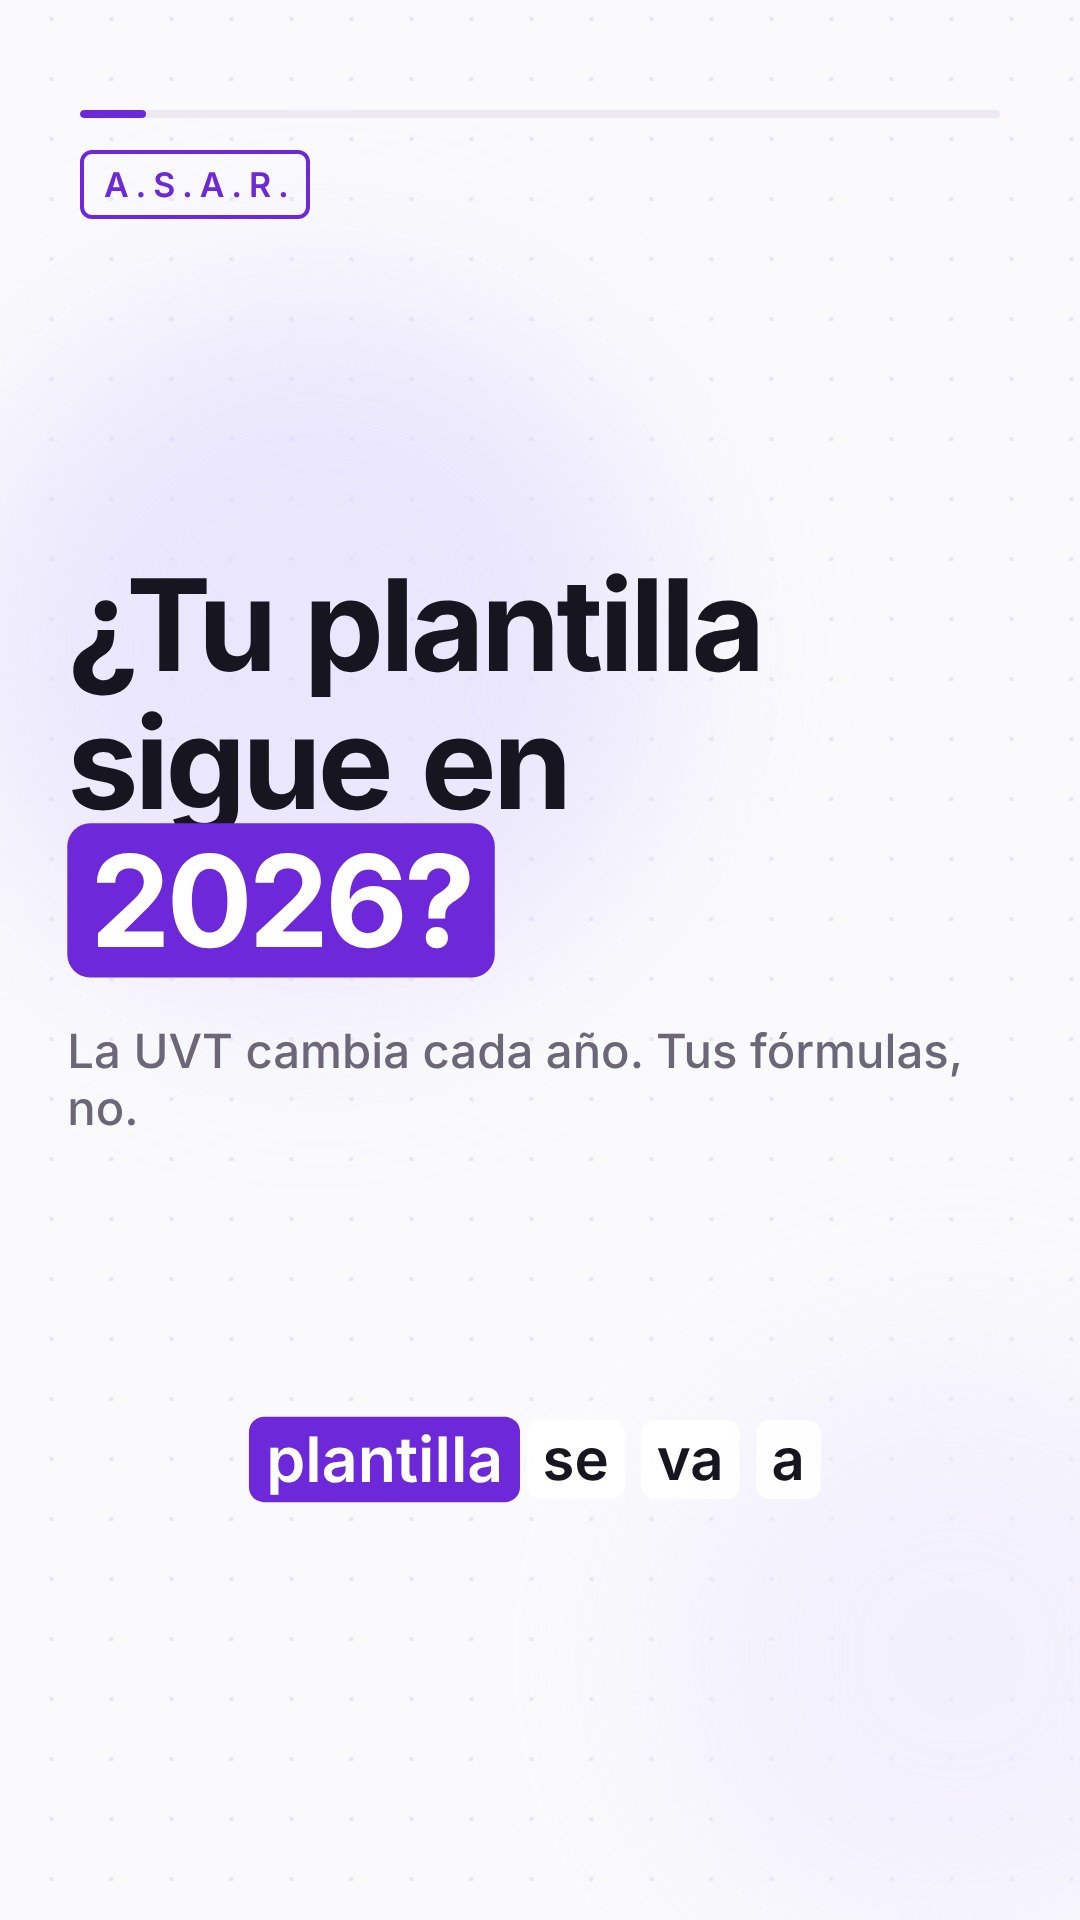 A.S.A.R.
¿Tu plantilla
sigue en
2026?
La UVT cambia cada año. Tus fórmulas,
no.
plantilla se va a